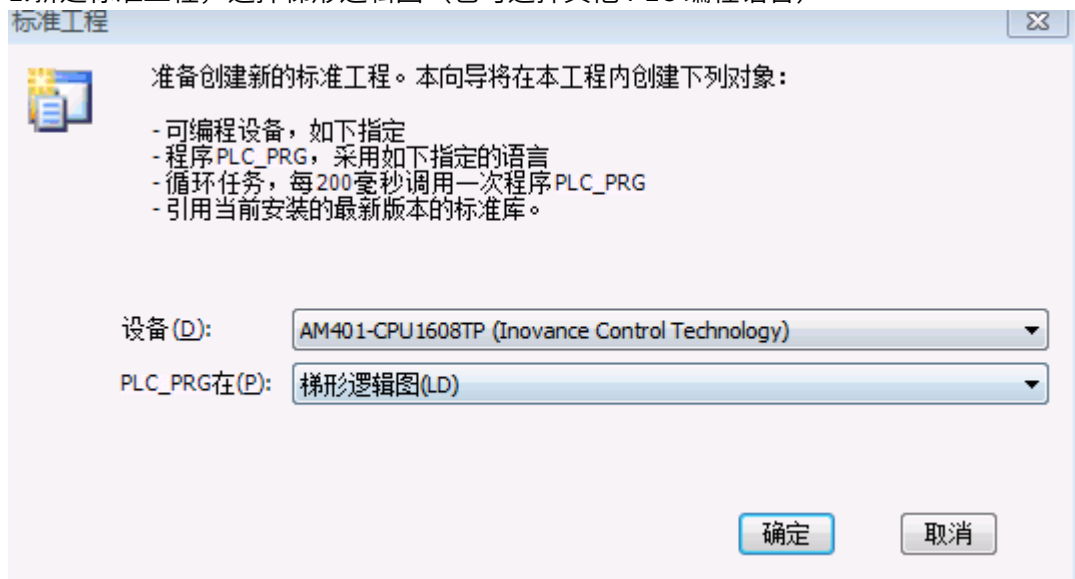 标准工程
准备创建新的标准工程。本向导将在本工程内创建下列对象：
-可编程设备，如下指定
-程序PLC_PRG，采用如下指定的语言
-循环任务，每200毫秒调用一次程序PLC_PRG
-引用当前安装的最新版本的标准库。
设备(D): AM401-CPU1608TP (Inovance Control Technology)
PLC_PRG在(P): 梯形逻辑图(LD)
确定 取消